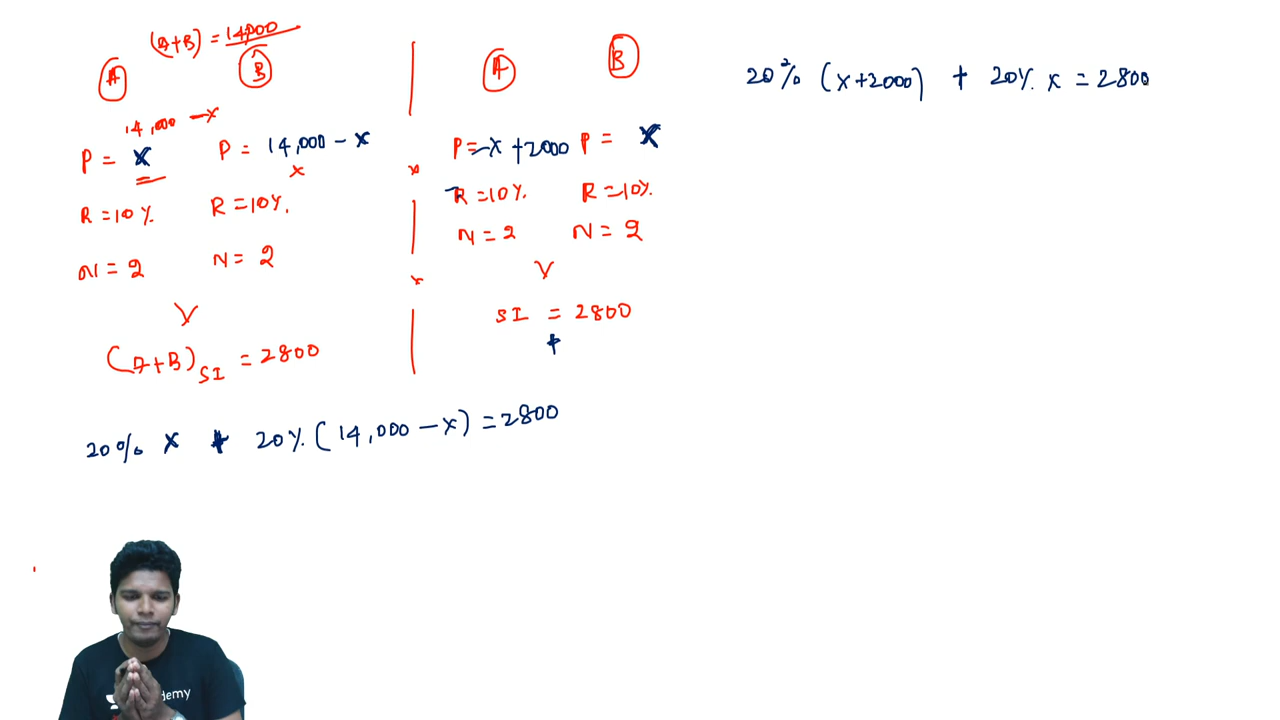 (A+B) = 14000
A B
14,000 - x
P = x P = 14,000 - x
x
R = 10% R = 10%.
N = 2 N = 2
(A+B) SI = 2800
20% x + 20% (14,000 - x) = 2800
A B
P = x + 2000 P = x
R = 10%. R = 10%.
N = 2 N = 2
SI = 2800
+
20% (x + 2000) + 20% x = 2800
demy